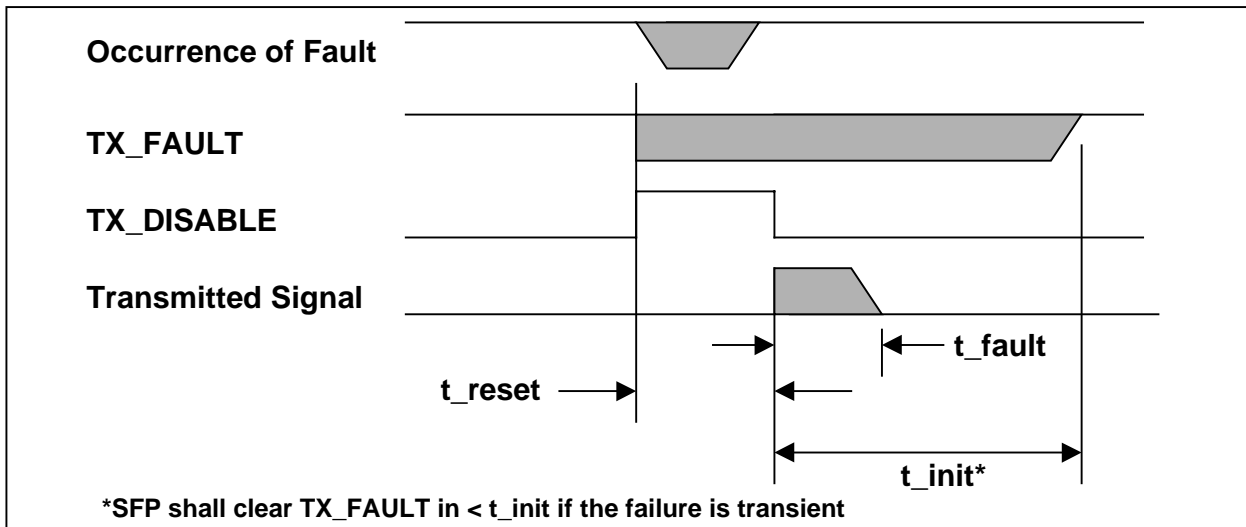 Occurrence of Fault
TX_FAULT
TX_DISABLE
Transmitted Signal
t_fault
t_reset
t_init*
*SFP shall clear TX_FAULT in < t_init if the failure is transient